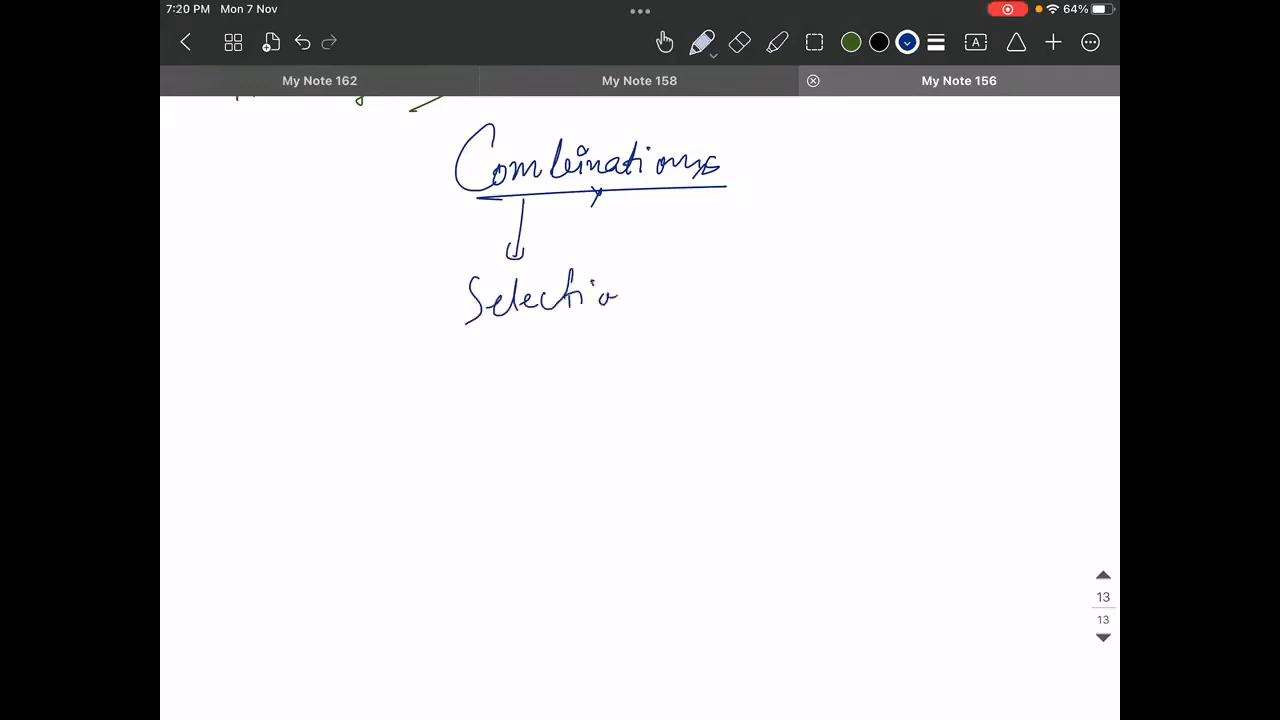 7:20 PM Mon 7 Nov
64%
A
My Note 162
My Note 158
My Note 156
Combinations
Selectio
13
13